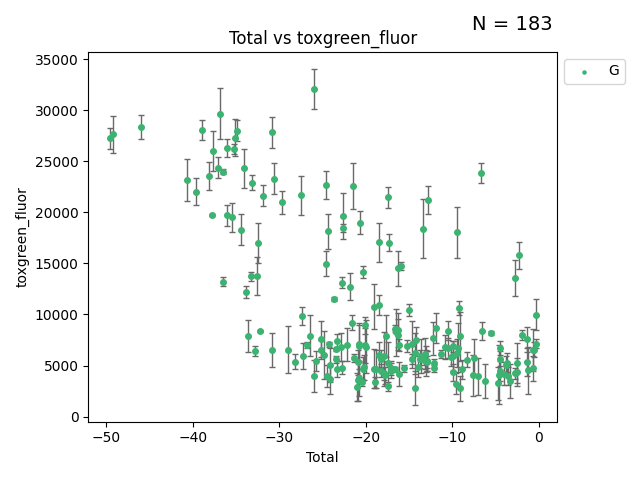 N = 183
Total vs toxgreen_fluor
G
toxgreen_fluor
35000
30000
25000
20000
15000
10000
5000
0
−50 −40 −30 −20 −10 0
Total